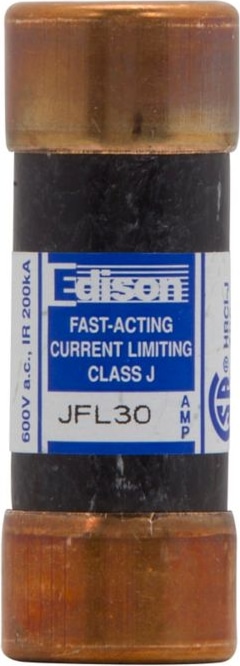 600V a.c., IR 200kA
Edison
FAST-ACTING
CURRENT LIMITING
CLASS J
JFL30
AMP
HRCI-J